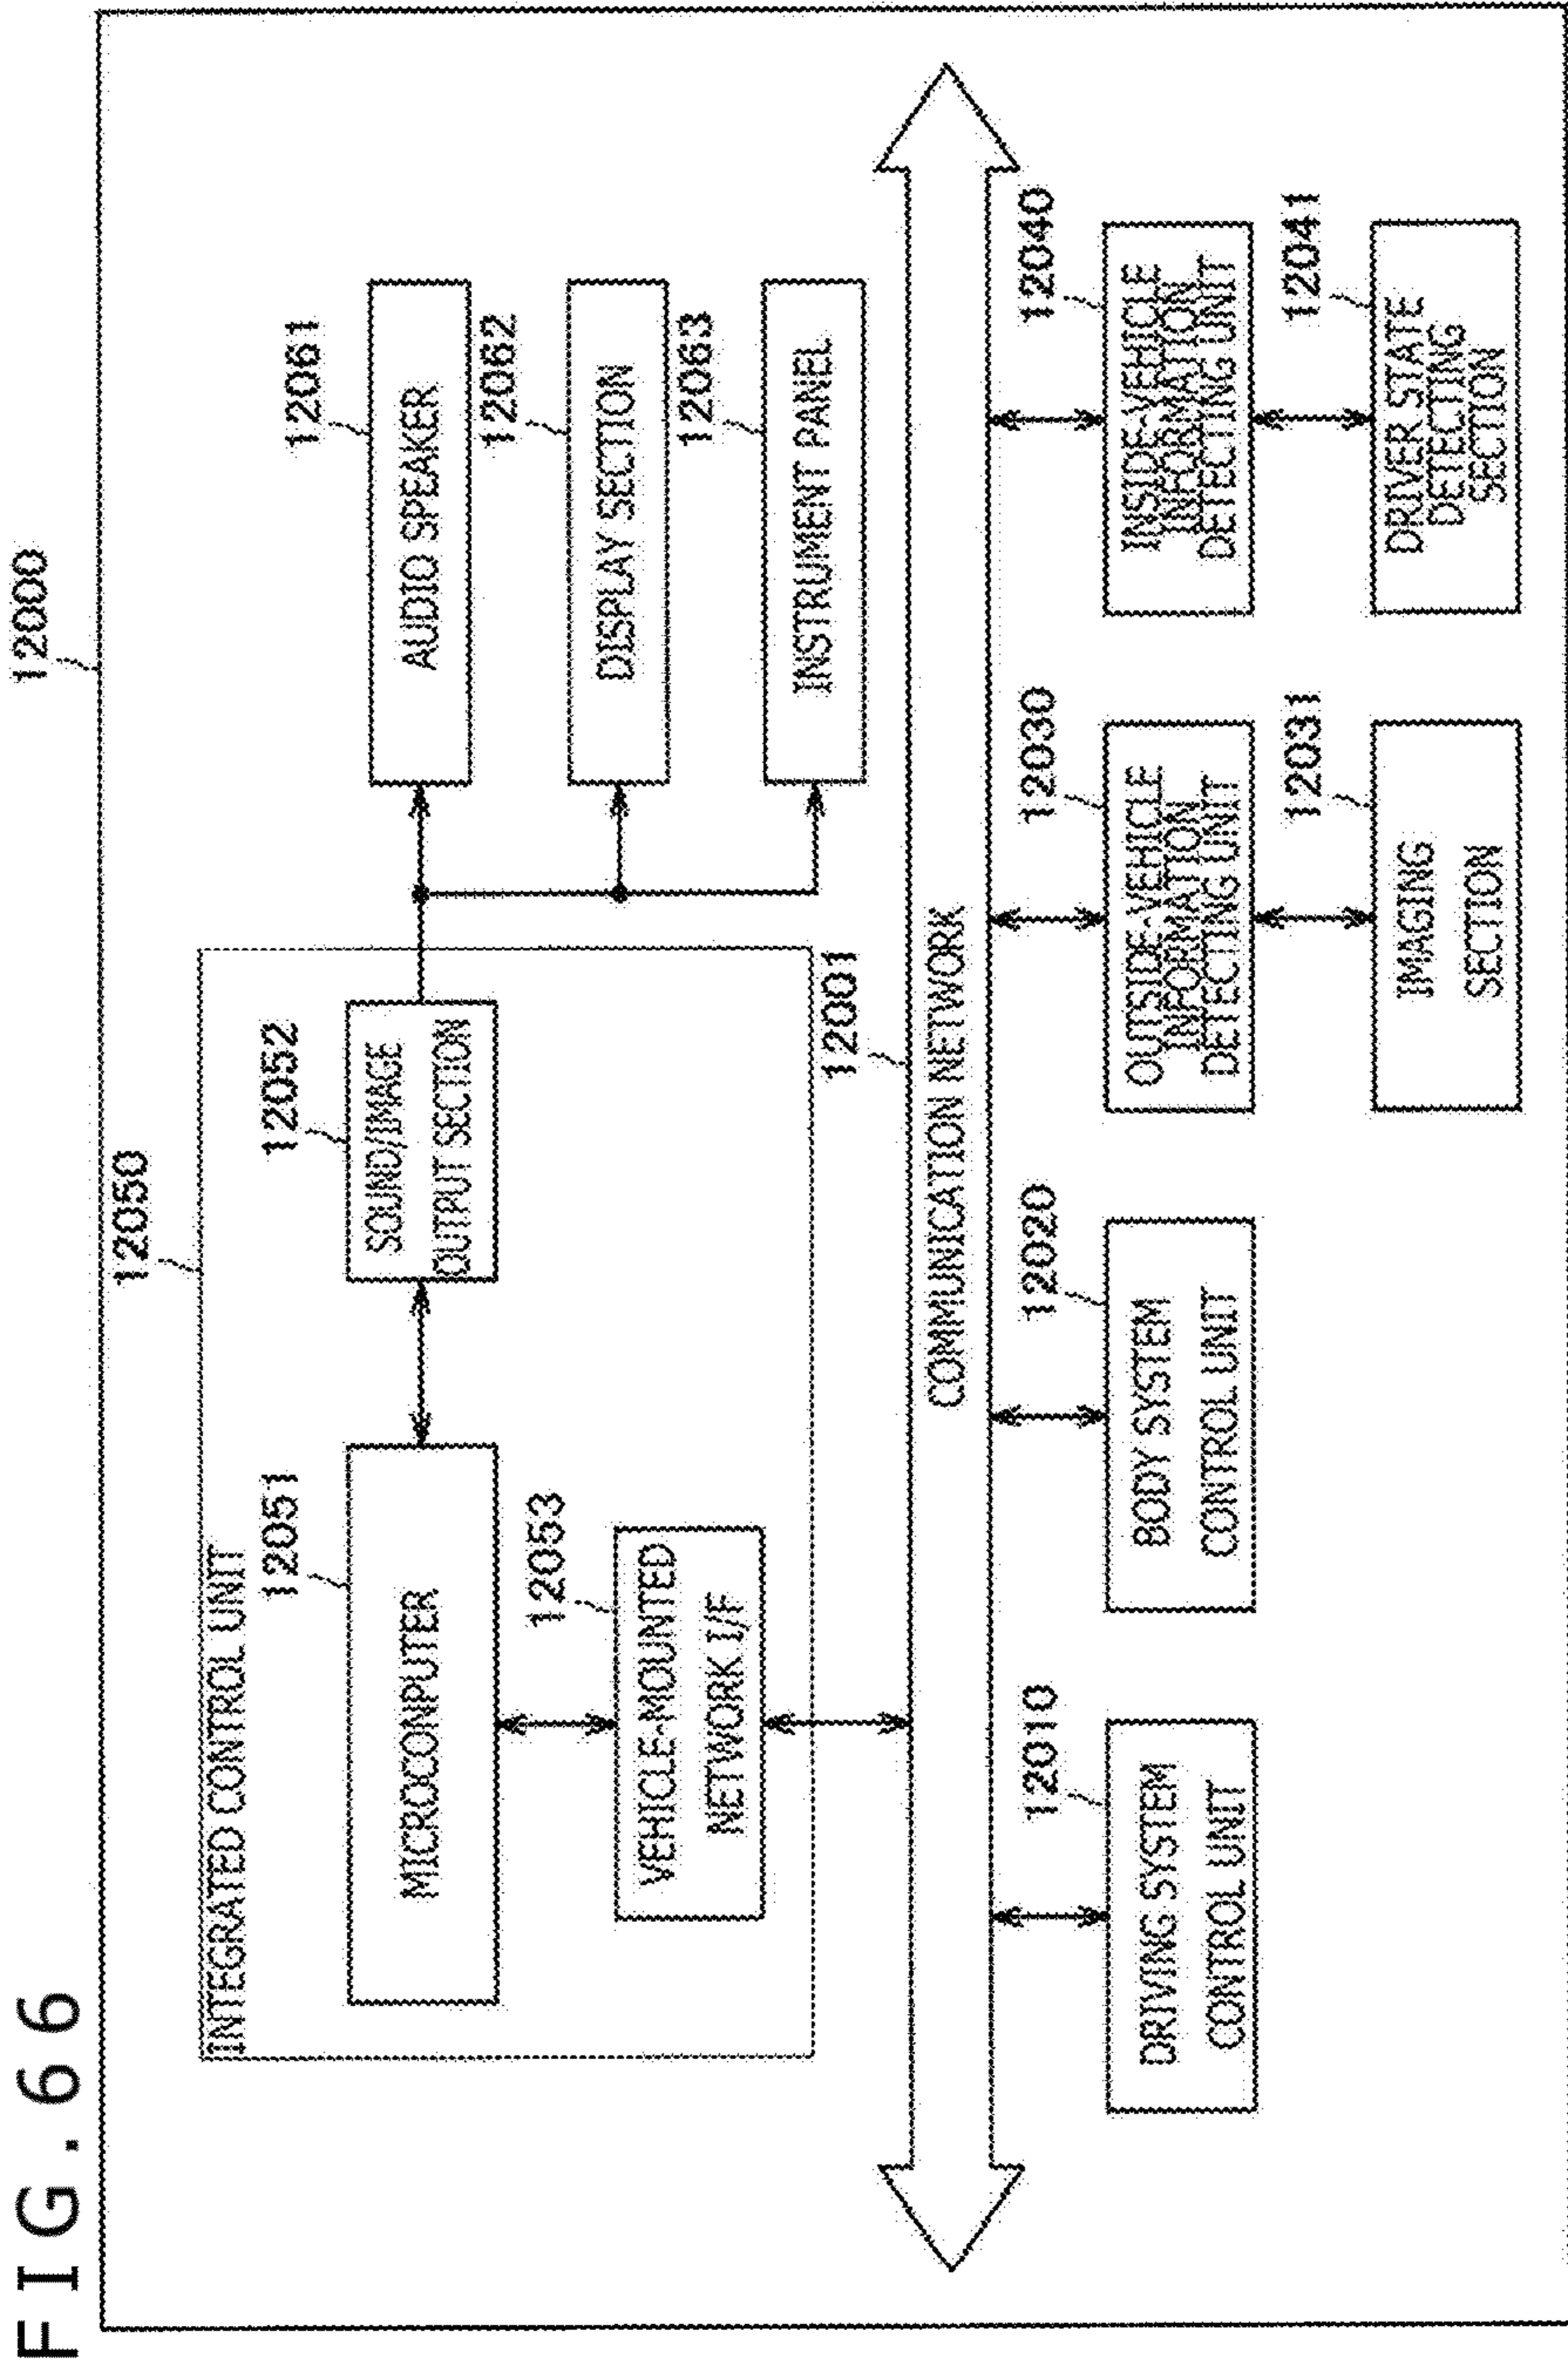 FIG.66
12000
12050
INTEGRATED CONTROL UNIT
12051
MICROCONPUTER
12052
SOUND/IMAGE
OUTPUT SECTION
12053
VEHICLE-MOUNTED
NETWORK I/F
12061
AUDIO SPEAKER
12062
DISPLAY SECTION
12063
INSTRUMENT PANEL
12001
COMMUNICATION NETWORK
12010
DRIVING SYSTEM
CONTROL UNIT
12020
BODY SYSTEM
CONTROL UNIT
12030
OUTSIDE-VEHICLE
INFORMATION
DETECTING UNIT
12040
INSIDE-VEHICLE
INFORMATION
DETECTING UNIT
12031
IMAGING
SECTION
12041
DRIVER STATE
DETECTING
SECTION